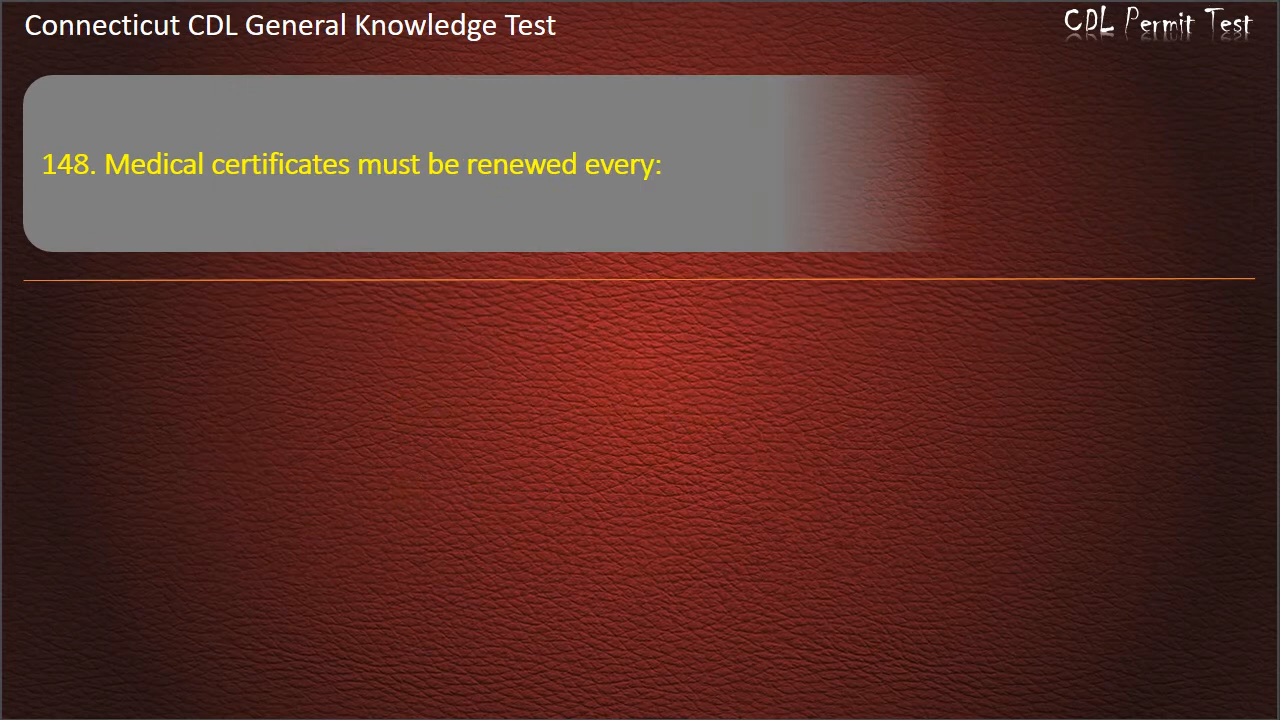 Connecticut CDL General Knowledge Test
CDL Permit Test
148. Medical certificates must be renewed every: